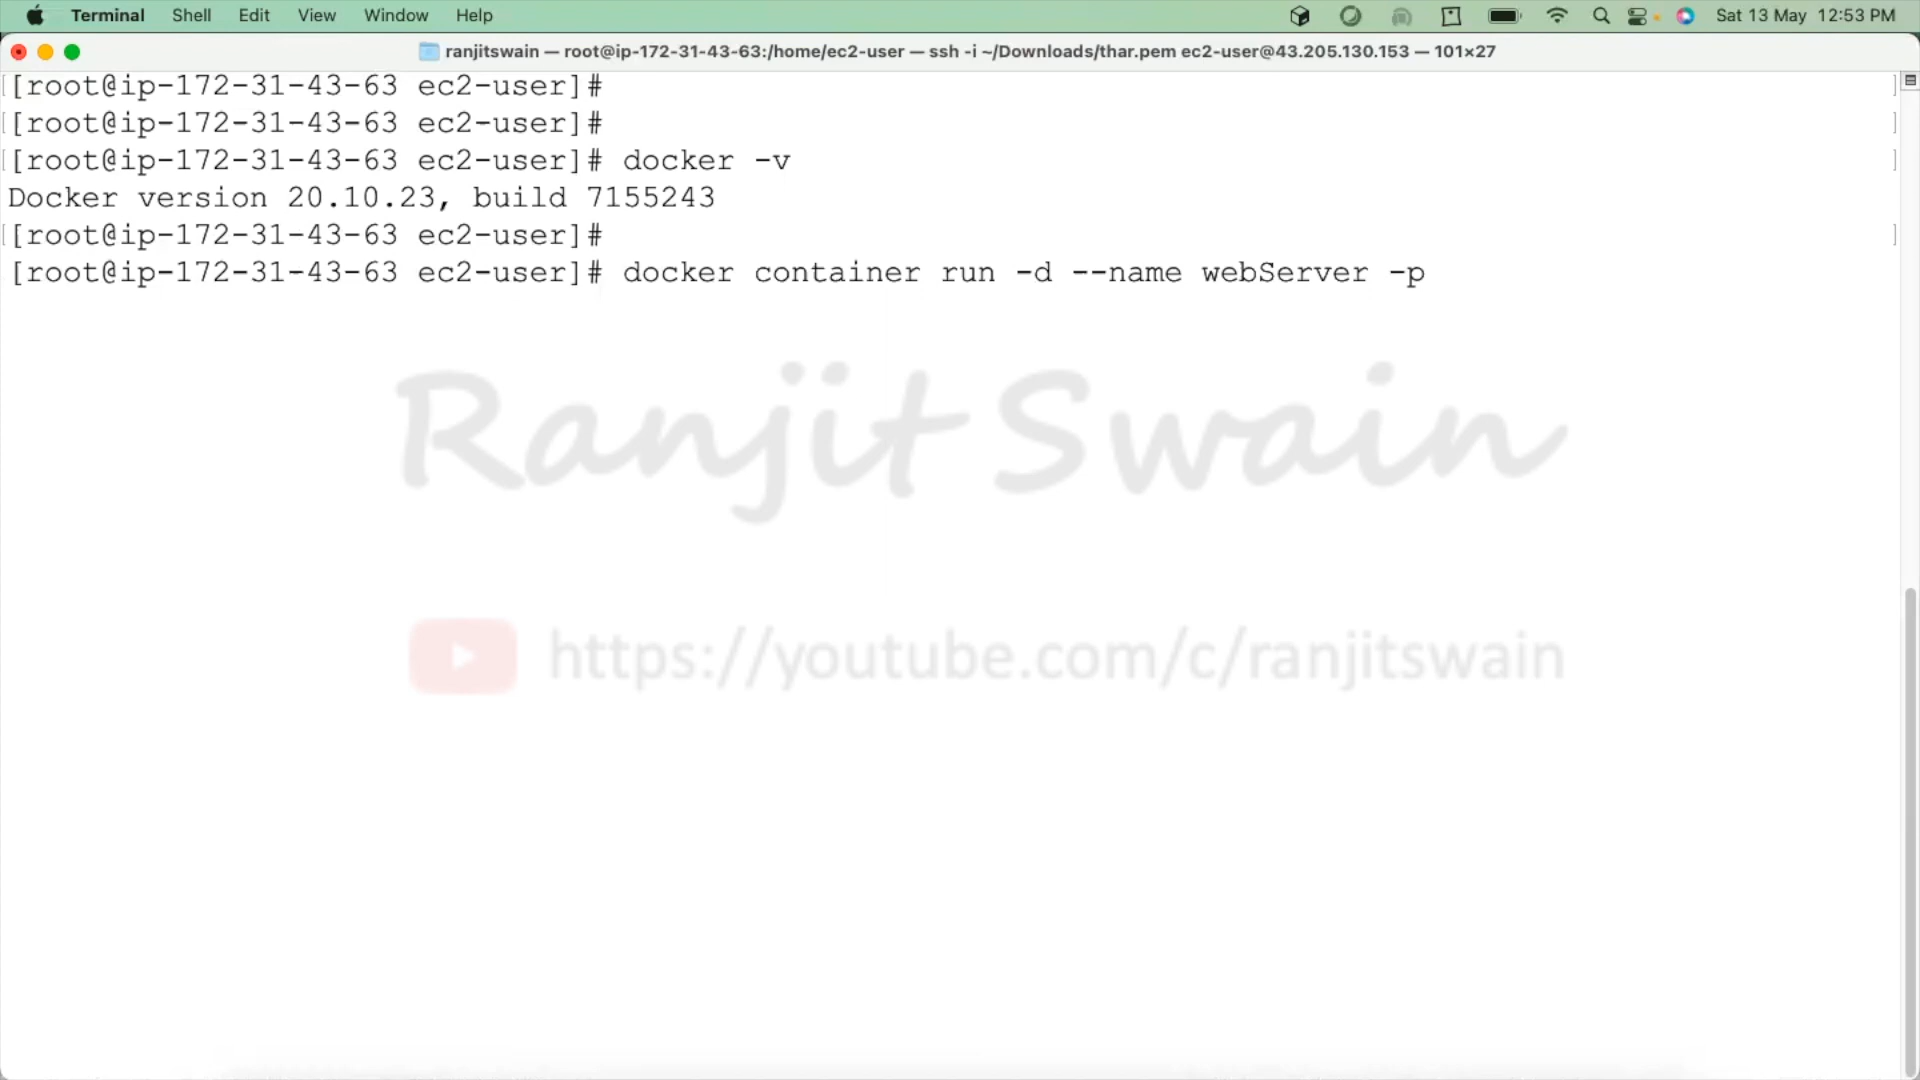 Terminal Shell Edit View Window Help Sat 13 May 12:53 PM
ranjitswain — root@ip-172-31-43-63:/home/ec2-user — ssh -i ~/Downloads/thar.pem ec2-user@43.205.130.153 — 101×27
[[root@ip-172-31-43-63 ec2-user]# ]
[[root@ip-172-31-43-63 ec2-user]# ]
[[root@ip-172-31-43-63 ec2-user]# docker -v ]
Docker version 20.10.23, build 7155243
[[root@ip-172-31-43-63 ec2-user]# ]
[root@ip-172-31-43-63 ec2-user]# docker container run -d --name webServer -p
Ranjit Swain
https://youtube.com/c/ranjitswain